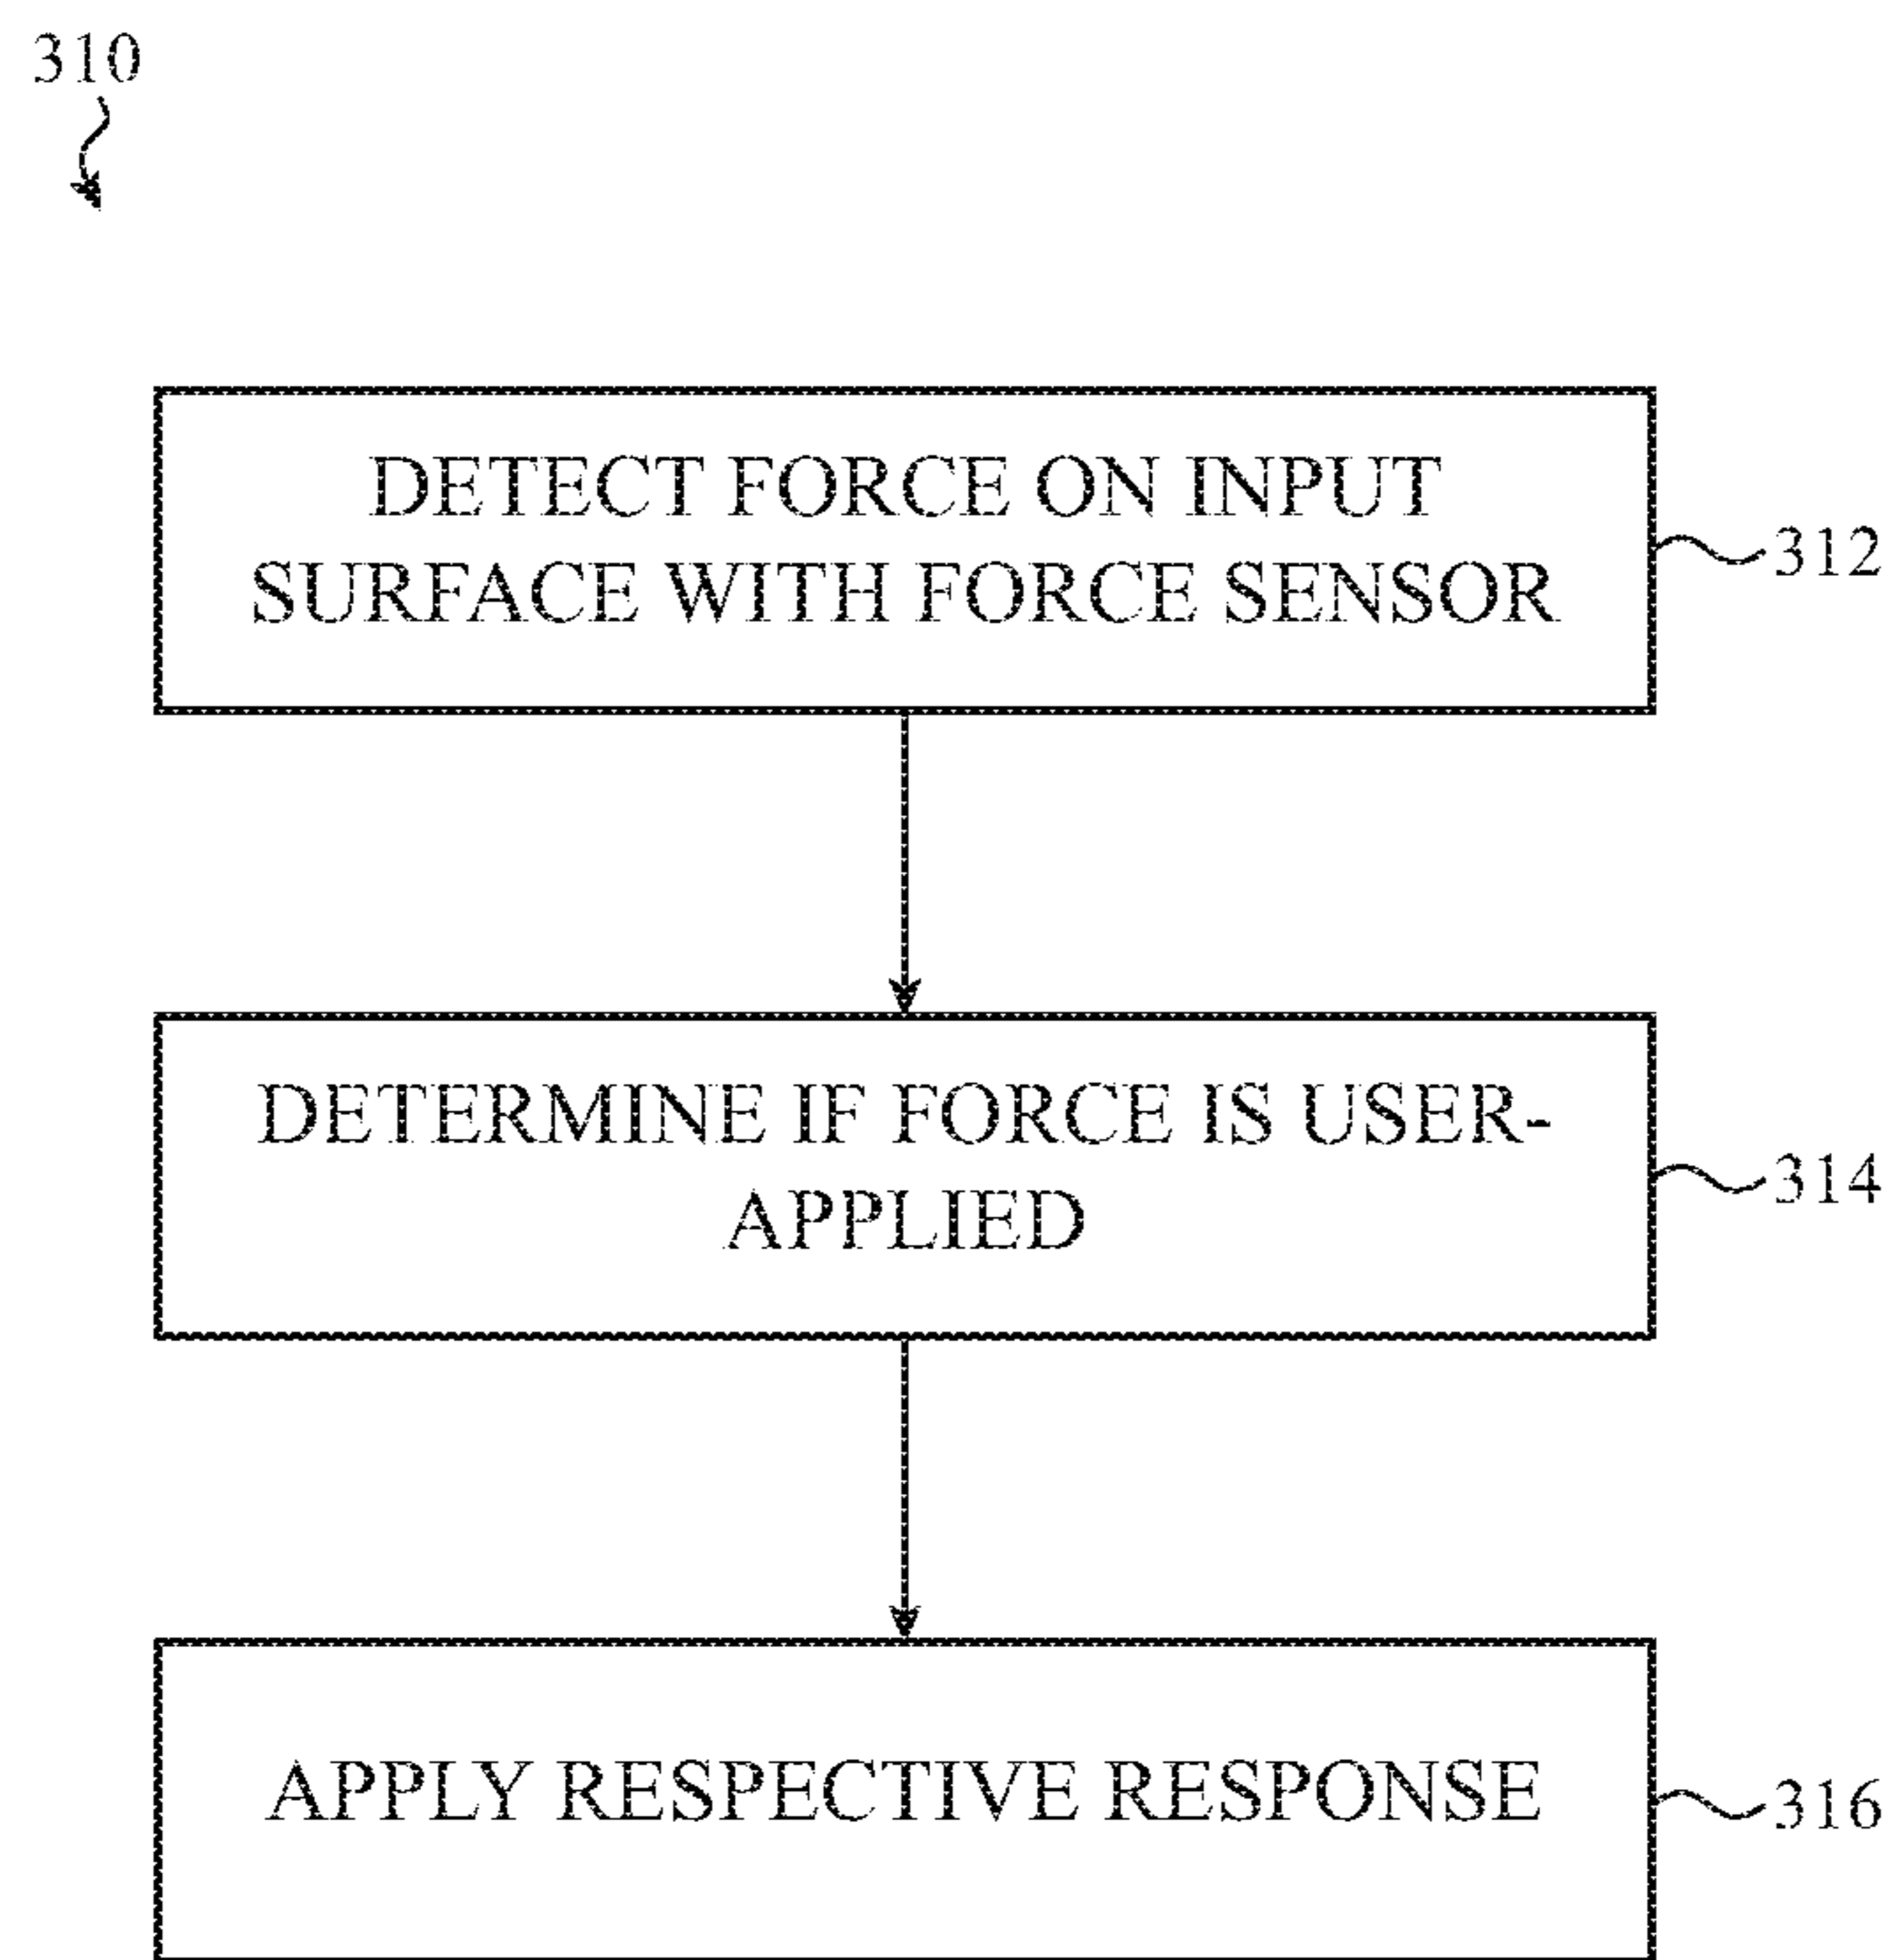 310
DETECT FORCE ON INPUT
SURFACE WITH FORCE SENSOR
312
DETERMINE IF FORCE IS USER-
APPLIED
314
APPLY RESPECTIVE RESPONSE
316